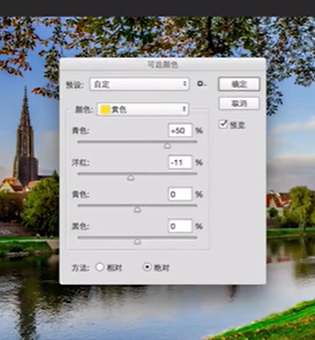 可选颜色
预设: 自定
确定
取消
预览
颜色: 黄色
青色: +50 %
洋红: -11 %
黄色: 0 %
黑色: 0 %
方法: 相对 绝对